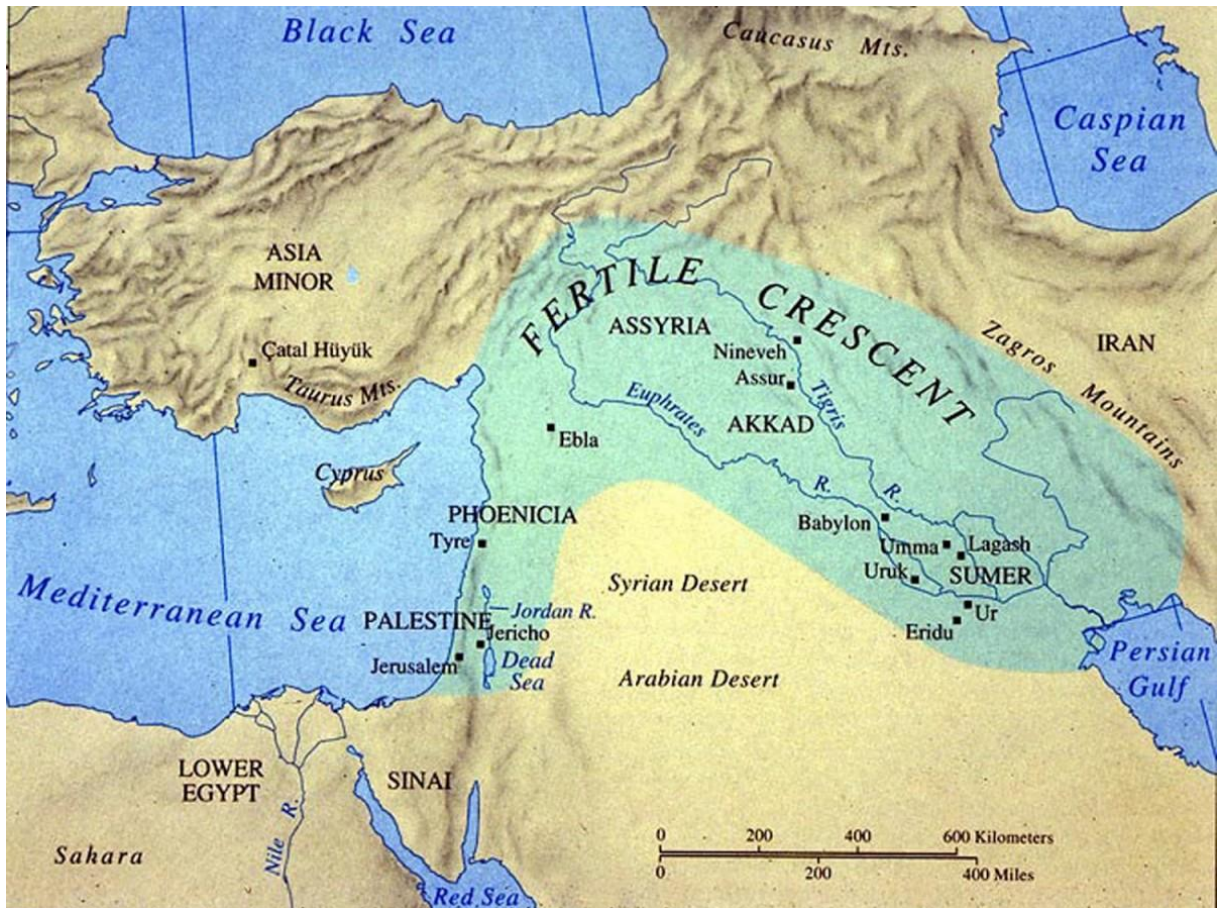 Black Sea
Caucasus Mts.
Caspian
Sea
ASIA
MINOR
FERTILE CRESCENT
ASSYRIA
Zagros Mountains
IRAN
Çatal Hüyük
Nineveh
Assur
Taurus Mts.
Tigris R.
Euphrates R.
AKKAD
Ebla
Cyprus
PHOENICIA
Babylon
Tyre
Umma
Lagash
Uruk
SUMER
Syrian Desert
Mediterranean Sea
Jordan R.
PALESTINE
Ur
Jericho
Eridu
Jerusalem
Dead
Sea
Persian
Gulf
Arabian Desert
LOWER
EGYPT
SINAI
Nile R.
Sahara
Red Sea
0 200 400 600 Kilometers
0 200 400 Miles